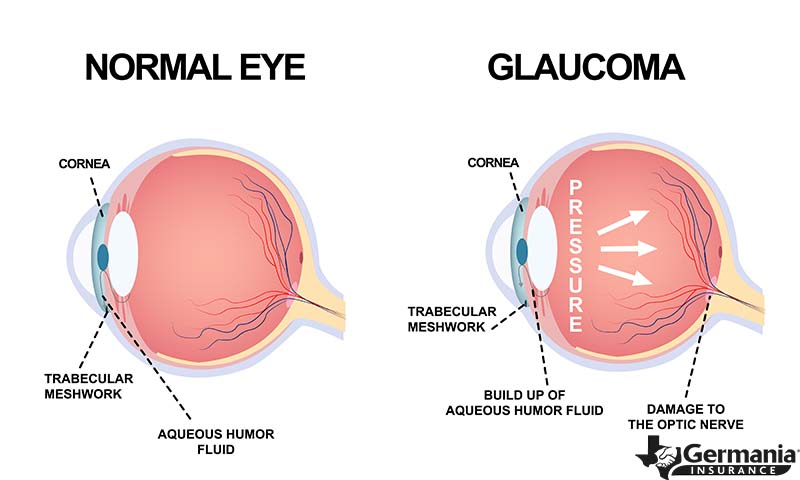 NORMAL EYE
CORNEA
TRABECULAR
MESHWORK
AQUEOUS HUMOR
FLUID
GLAUCOMA
CORNEA
PRESSURE
TRABECULAR
MESHWORK
BUILD UP OF
AQUEOUS HUMOR FLUID
DAMAGE TO
THE OPTIC NERVE
Germania
INSURANCE